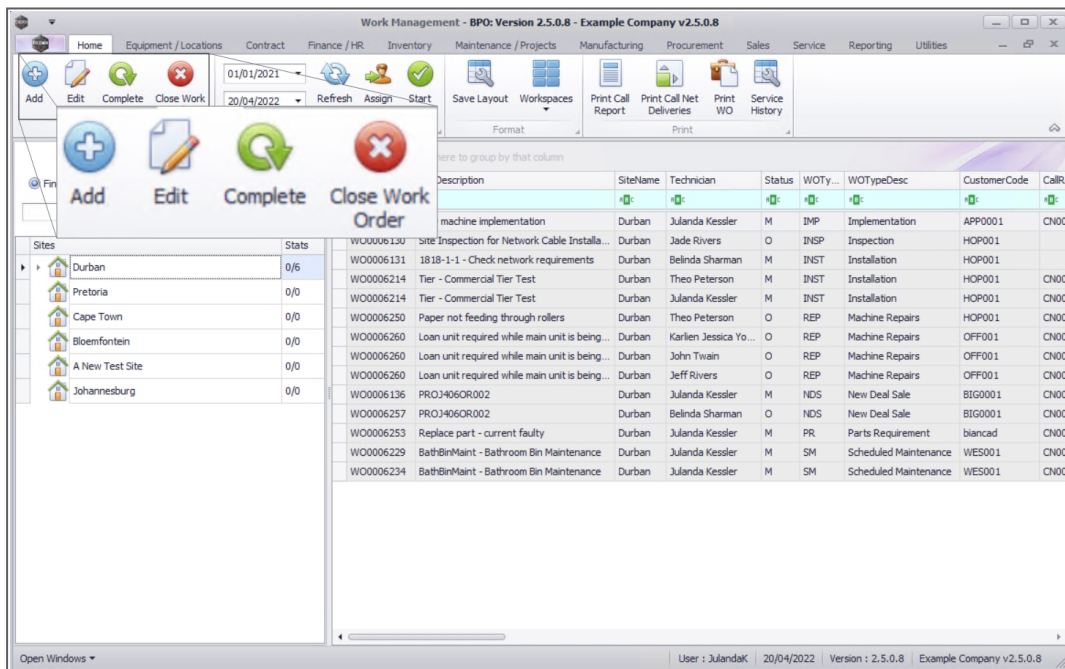 Work Management - BPO: Version 2.5.0.8 - Example Company v2.5.0.8
Home Equipment / Locations Contract Finance / HR Inventory Maintenance / Projects Manufacturing Procurement Sales Service Reporting Utilities
01/01/2021
20/04/2022
Add Edit Complete Close Work Refresh Assign Start Save Layout Workspaces Print Call Report Print Call Net Deliveries Print WO Service History
Format Print
Add Edit Complete Close Work Order
here to group by that column
Fin
Description SiteName Technician Status WOTy... WOTypeDesc CustomerCode CallR
machine implementation Durban Julanda Kessler M IMP Implementation APP0001 CN00
WO0006130 Site Inspection for Network Cable Installa... Durban Jade Rivers O INSP Inspection HOP001
WO0006131 1818-1-1 - Check network requirements Durban Belinda Sharman M INST Installation HOP001
WO0006214 Tier - Commercial Tier Test Durban Theo Peterson M INST Installation HOP001 CN00
WO0006214 Tier - Commercial Tier Test Durban Julanda Kessler M INST Installation HOP001 CN00
WO0006250 Paper not feeding through rollers Durban Theo Peterson O REP Machine Repairs HOP001 CN00
WO0006260 Loan unit required while main unit is being... Durban Karlien Jessica Yo... O REP Machine Repairs OFF001 CN00
WO0006260 Loan unit required while main unit is being... Durban John Twain O REP Machine Repairs OFF001 CN00
WO0006260 Loan unit required while main unit is being... Durban Jeff Rivers O REP Machine Repairs OFF001 CN00
WO0006136 PROJ406OR002 Durban Julanda Kessler M NDS New Deal Sale BIG0001 CN00
WO0006257 PROJ406OR002 Durban Belinda Sharman O NDS New Deal Sale BIG0001 CN00
WO0006253 Replace part - current faulty Durban Julanda Kessler M PR Parts Requirement biancad CN00
WO0006229 BathBinMaint - Bathroom Bin Maintenance Durban Julanda Kessler M SM Scheduled Maintenance WES001 CN00
WO0006234 BathBinMaint - Bathroom Bin Maintenance Durban Julanda Kessler M SM Scheduled Maintenance WES001 CN00
Sites Stats
Durban 0/6
Pretoria 0/0
Cape Town 0/0
Bloemfontein 0/0
A New Test Site 0/0
Johannesburg 0/0
Open Windows User : JulandaK 20/04/2022 Version : 2.5.0.8 Example Company v2.5.0.8